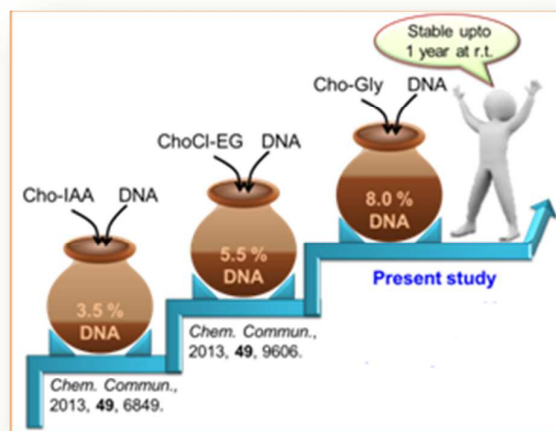 Stable upto
1 year at r.t.
Cho-Gly DNA
8.0 %
DNA
Present study
ChoCl-EG DNA
5.5 %
DNA
Chem. Commun.,
2013, 49, 9606.
Cho-IAA DNA
3.5 %
DNA
Chem. Commun.,
2013, 49, 6849.